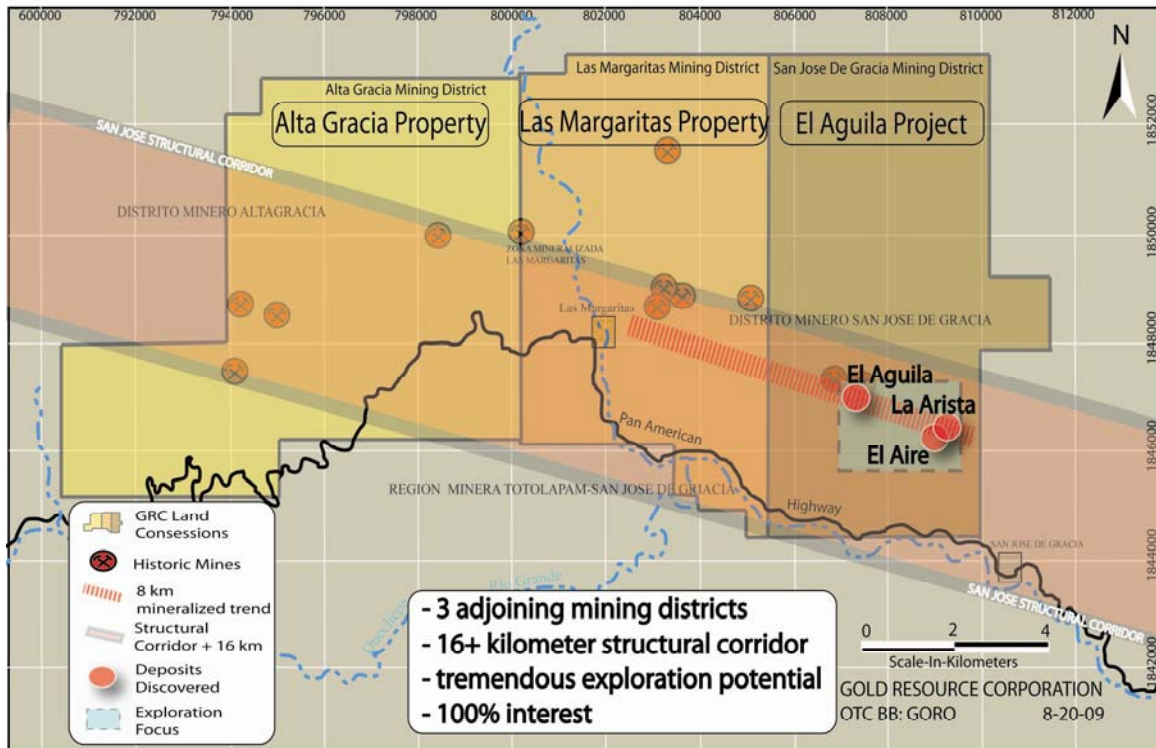 600000
792000
794000
796000
798000
800000
802000
804000
806000
808000
810000
812000
N
Alta Gracia Mining District
Las Margaritas Mining District
San Jose De Gracia Mining District
Alta Gracia Property
Las Margaritas Property
El Aguila Project
1852000
SAN JOSE STRUCTURAL CORRIDOR
DISTRITO MINERO ALTAGRACIA
ZONA MINERALIZADA
LAS MARGARITAS
1850000
Las Margaritas
DISTRITO MINERO SAN JOSE DE GRACIA
1848000
El Aguila
La Arista
El Aire
1846000
Pan American
Highway
REGION MINERA TOTOLAPAM-SAN JOSE DE GRIACIA
SAN JOSE DE GRACIA
1844000
Rio Grande
SAN JOSE STRUCTURAL CORRIDOR
1842000
GRC Land
Consessions
Historic Mines
8 km
mineralized trend
Structural
Corridor + 16 km
Deposits
Discovered
Exploration
Focus
- 3 adjoining mining districts
- 16+ kilometer structural corridor
- tremendous exploration potential
- 100% interest
0 2 4
Scale-In-Kilometers
GOLD RESOURCE CORPORATION
OTC BB: GORO 8-20-09